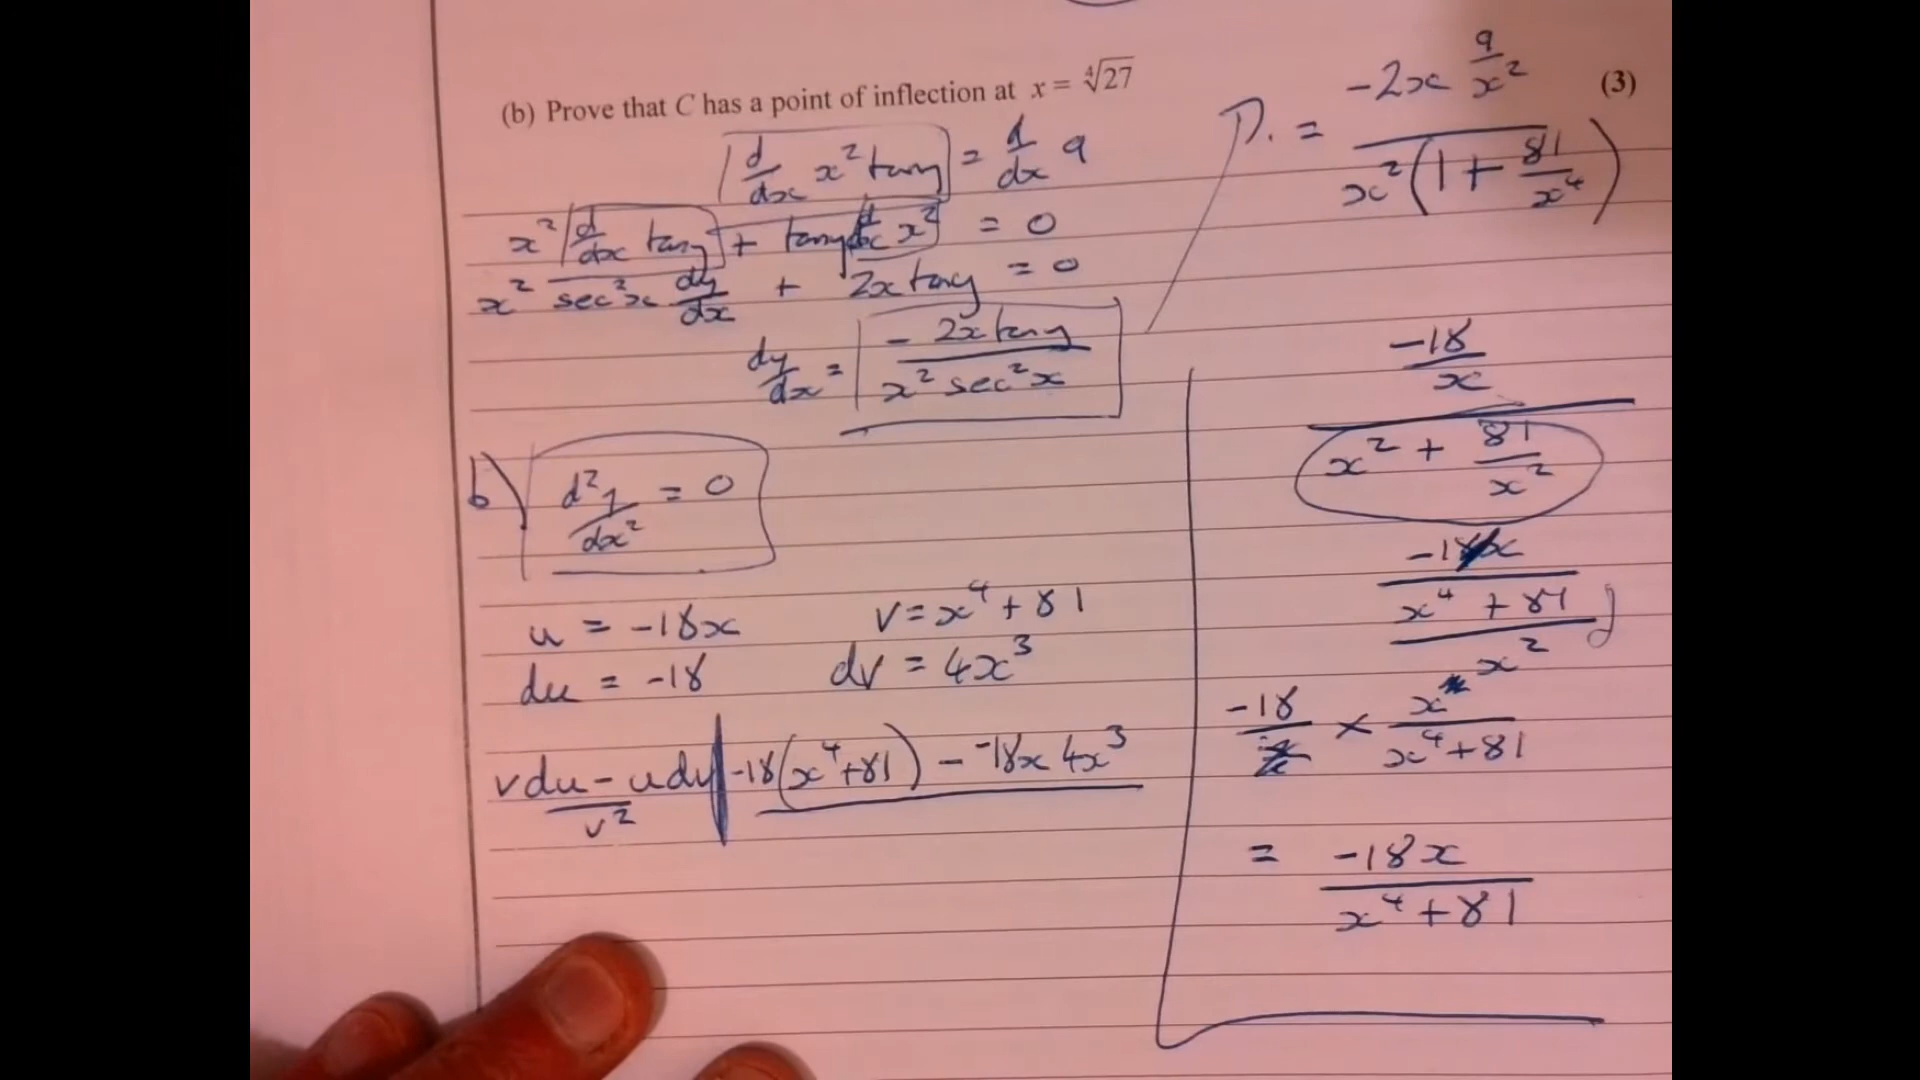 (b) Prove that C has a point of inflection at x = ∜27
(3)
d/dx x² tany = d/dx 9
x² d/dx tany + tany d/dx x² = 0
x² sec²x dy/dx + 2x tany = 0
dy/dx = - 2x tany / x² sec²x
b) d²y/dx² = 0
u = -18x v = x⁴ + 81
du = -18 dv = 4x³
vdu - udv / v² -18(x⁴+81) - -18x 4x³
= -2x 9/x² / x²(1 + 81/x⁴)
-18/x / x² + 81/x²
x⁴ + 81 / x²
-18 / x × x / x⁴+81
= -18x / x⁴ + 81